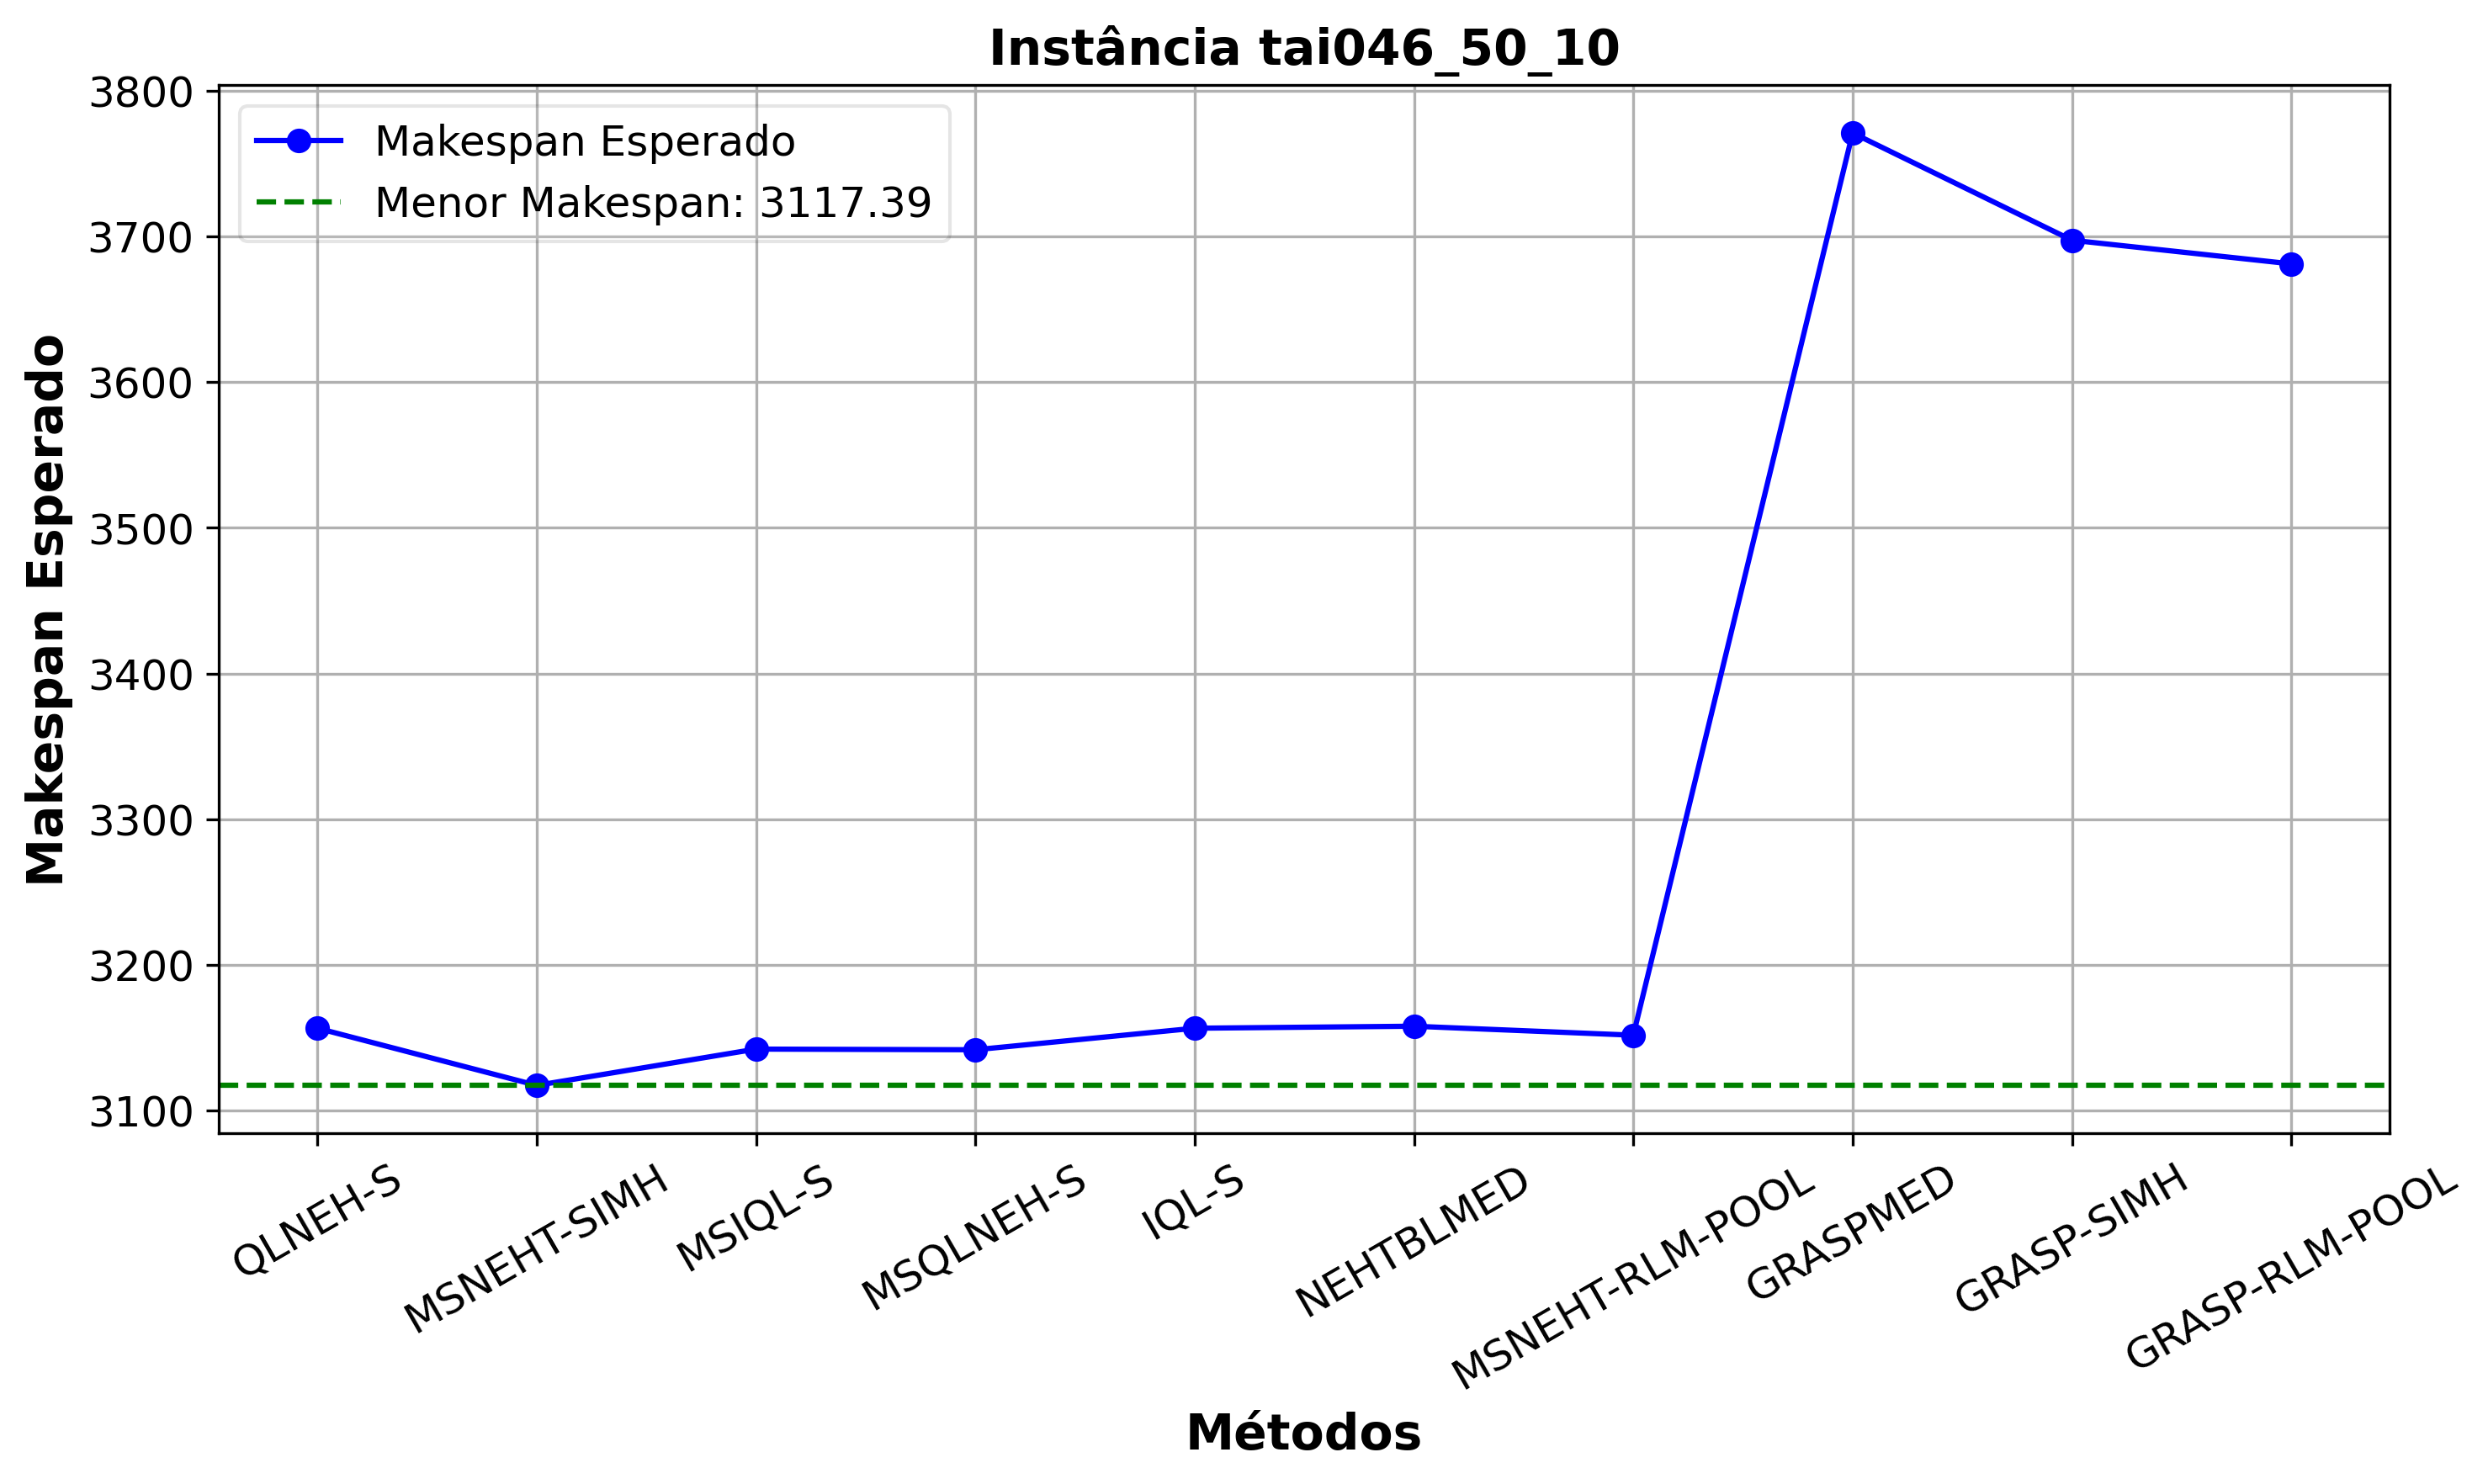 Instância tai046_50_10
Makespan Esperado
Menor Makespan: 3117.39
Makespan Esperado
3800
3700
3600
3500
3400
3300
3200
3100
QLNEH-S
MSNEHT-SIMH
MSIQL-S
MSQLNEH-S
IQL-S
NEHTBLMED
MSNEHT-RLM-POOL
GRASPMED
GRASP-SIMH
GRASP-RLM-POOL
Métodos